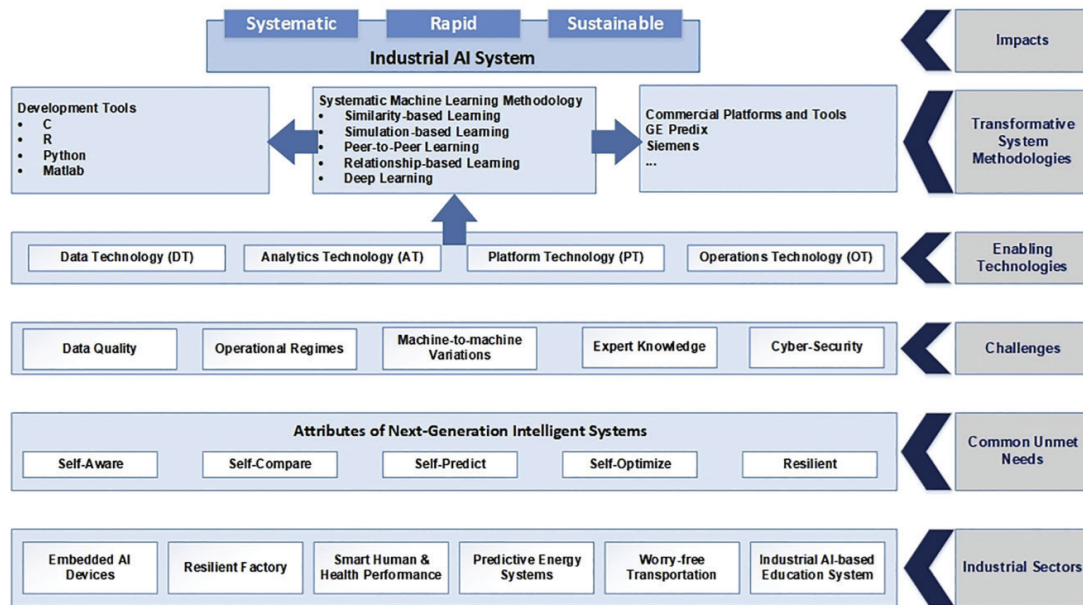 Systematic
Rapid
Sustainable
Industrial AI System
Impacts
Development Tools
• C
• R
• Python
• Matlab
Systematic Machine Learning Methodology
• Similarity-based Learning
• Simulation-based Learning
• Peer-to-Peer Learning
• Relationship-based Learning
• Deep Learning
Commercial Platforms and Tools
GE Predix
Siemens
...
Transformative
System
Methodologies
Data Technology (DT)
Analytics Technology (AT)
Platform Technology (PT)
Operations Technology (OT)
Enabling
Technologies
Data Quality
Operational Regimes
Machine-to-machine
Variations
Expert Knowledge
Cyber-Security
Challenges
Attributes of Next-Generation Intelligent Systems
Self-Aware
Self-Compare
Self-Predict
Self-Optimize
Resilient
Common Unmet
Needs
Embedded AI
Devices
Resilient Factory
Smart Human &
Health Performance
Predictive Energy
Systems
Worry-free
Transportation
Industrial AI-based
Education System
Industrial Sectors